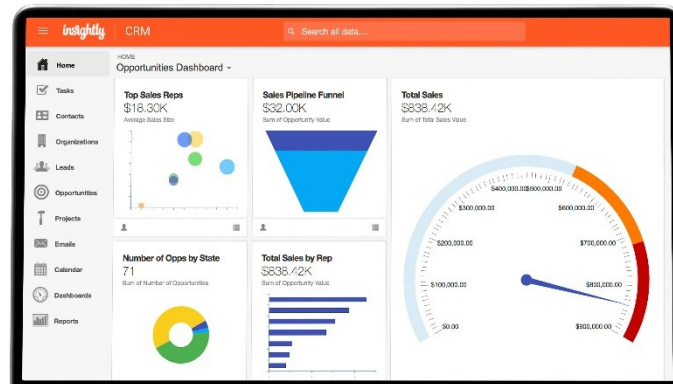 insightly CRM
Search all data....
Home
Tasks
Contacts
Organizations
Leads
Opportunities
Projects
Emails
Calendar
Dashboards
Reports
HOME
Opportunities Dashboard
Top Sales Reps
$18.30K
Average Sales Size
Sales Pipeline Funnel
$32.00K
Sum of Opportunity Value
Total Sales
$838.42K
Sum of Total Sales Value
$0.00
$100,000.00
$200,000.00
$300,000.00
$400,000.00
$500,000.00
$600,000.00
$700,000.00
$800,000.00
$900,000.00
Number of Opps by State
71
Sum of Number of Opportunities
Total Sales by Rep
$838.42K
Sum of Opportunity Value